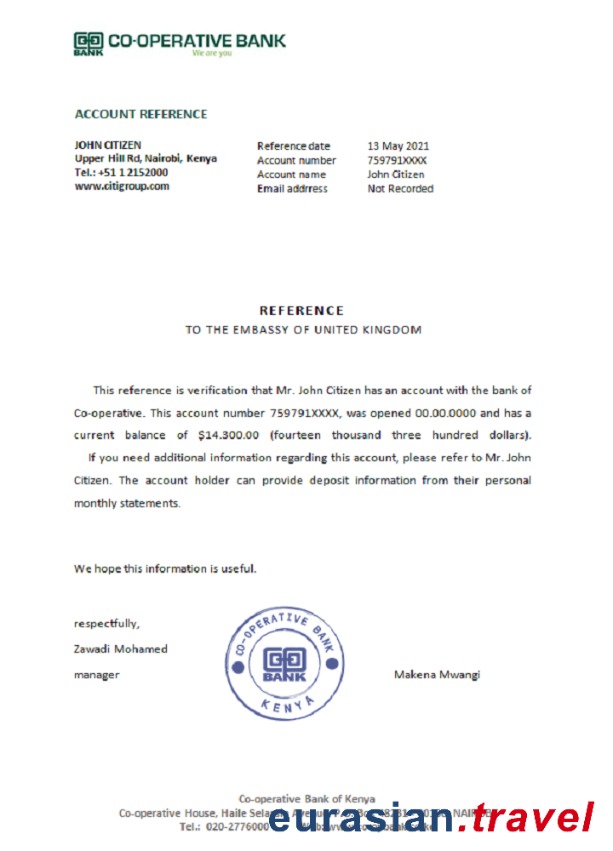 CO-OPERATIVE BANK
BANK
We are you
ACCOUNT REFERENCE
JOHN CITIZEN
Upper Hill Rd, Nairobi, Kenya
Tel.: +51 1 2152000
www.citigroup.com
Reference date 13 May 2021
Account number 759791XXXX
Account name John Citizen
Email addrress Not Recorded
REFERENCE
TO THE EMBASSY OF UNITED KINGDOM
This reference is verification that Mr. John Citizen has an account with the bank of
Co-operative. This account number 759791XXXX, was opened 00.00.0000 and has a
current balance of $14.300.00 (fourteen thousand three hundred dollars).
If you need additional information regarding this account, please refer to Mr. John
Citizen. The account holder can provide deposit information from their personal
monthly statements.
We hope this information is useful.
respectfully,
Zawadi Mohamed
manager
CO-OPERATIVE BANK
BANK
KENYA
Makena Mwangi
Co-operative Bank of Kenya
Co-operative House, Haile
Tel.: 020-2776000
eurasian.travel